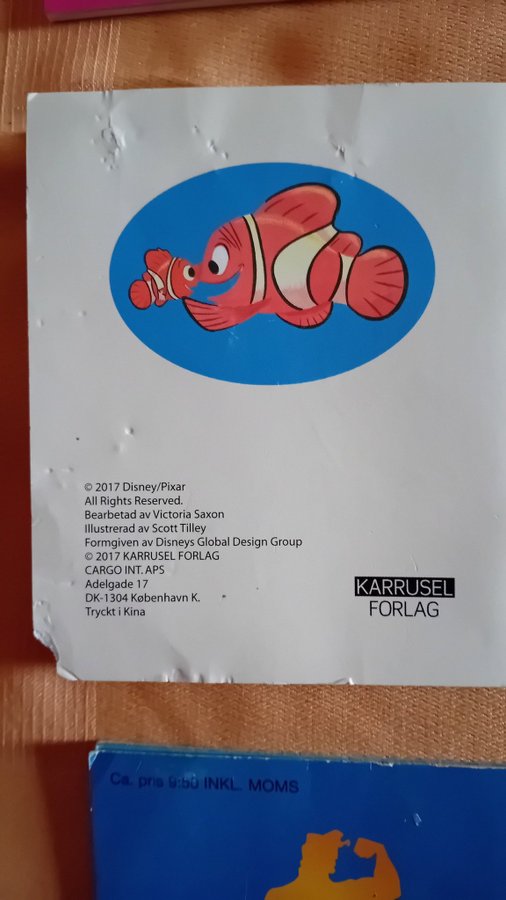 © 2017 Disney/Pixar
All Rights Reserved.
Bearbetad av Victoria Saxon
Illustrerad av Scott Tilley
Formgiven av Disneys Global Design Group
© 2017 KARRUSEL FORLAG
CARGO INT. APS
Adelgade 17
DK-1304 København K.
Tryckt i Kina
KARRUSEL
FORLAG
Ca. pris 9:50 INKL. MOMS